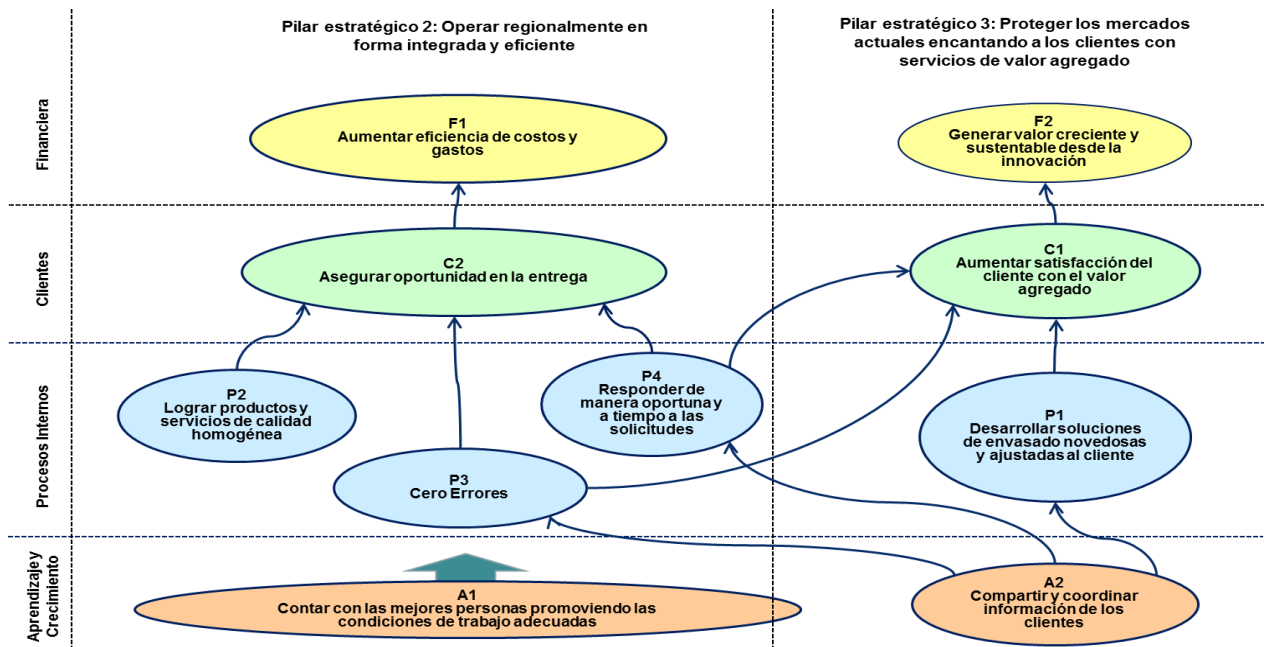 Pilar estratégico 2: Operar regionalmente en
forma integrada y eficiente
Pilar estratégico 3: Proteger los mercados
actuales encantando a los clientes con
servicios de valor agregado
Financiera
F1
Aumentar eficiencia de costos y
gastos
F2
Generar valor creciente y
sustentable desde la
innovación
Clientes
C2
Asegurar oportunidad en la entrega
C1
Aumentar satisfacción del
cliente con el valor
agregado
Procesos Internos
P2
Lograr productos y
servicios de calidad
homogénea
P4
Responder de
manera oportuna y
a tiempo a las
solicitudes
P1
Desarrollar soluciones
de envasado novedosas
y ajustadas al cliente
P3
Cero Errores
Aprendizaje y
Crecimiento
A1
Contar con las mejores personas promoviendo las
condiciones de trabajo adecuadas
A2
Compartir y coordinar
información de los
clientes